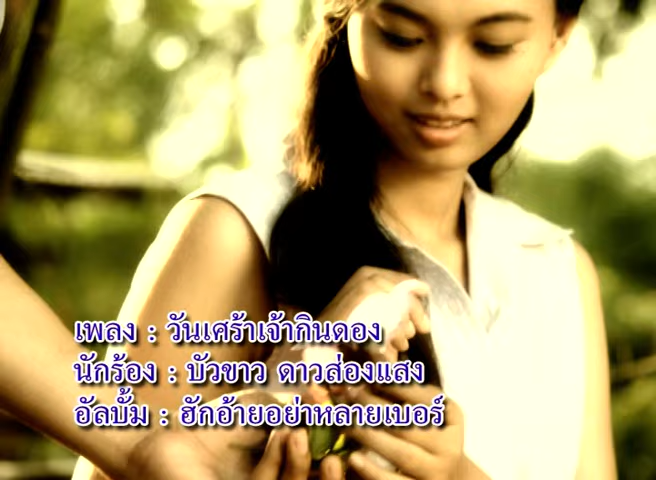 เพลง : วันเศร้าเจ้ากินดอง
นักร้อง : บัวขาว ดาวส่องแสง
อัลบั้ม : ฮักอ้ายอย่าหลายเบอร์